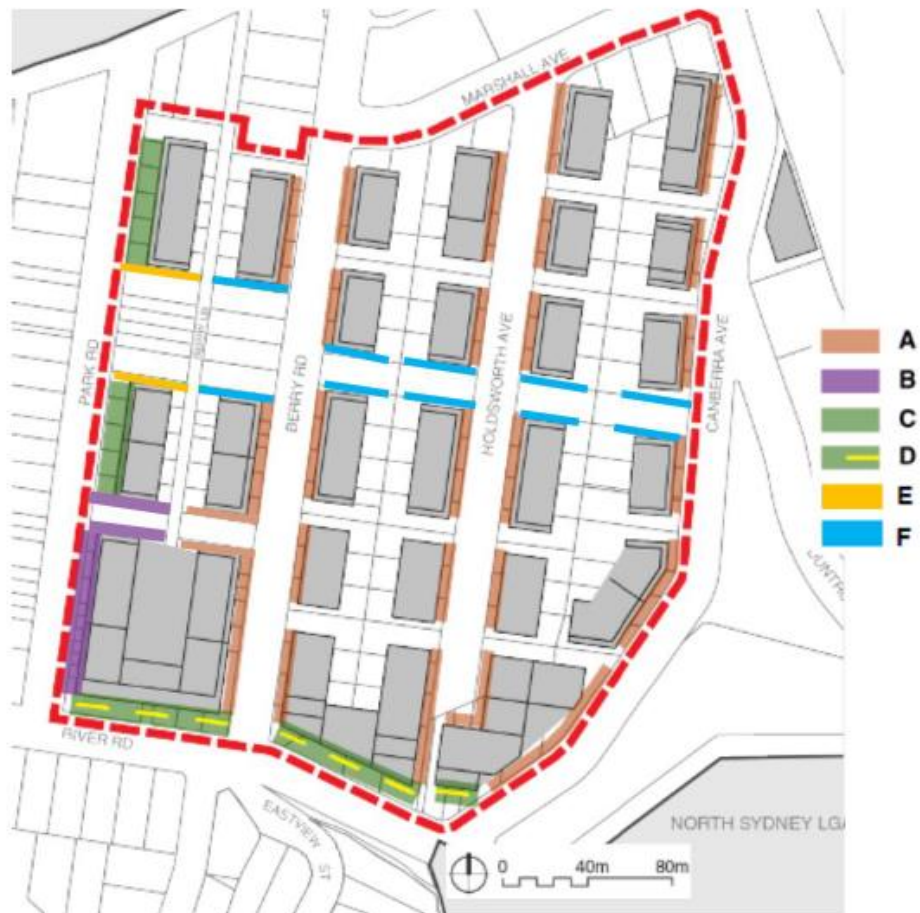 MARSHALL AVE
PARK RD
BERRY RD
HOLDSWORTH AVE
CANBERRA AVE
A
B
C
D
E
F
RIVER RD
EASTVIEW ST
NORTH SYDNEY LGA
0 40m 80m